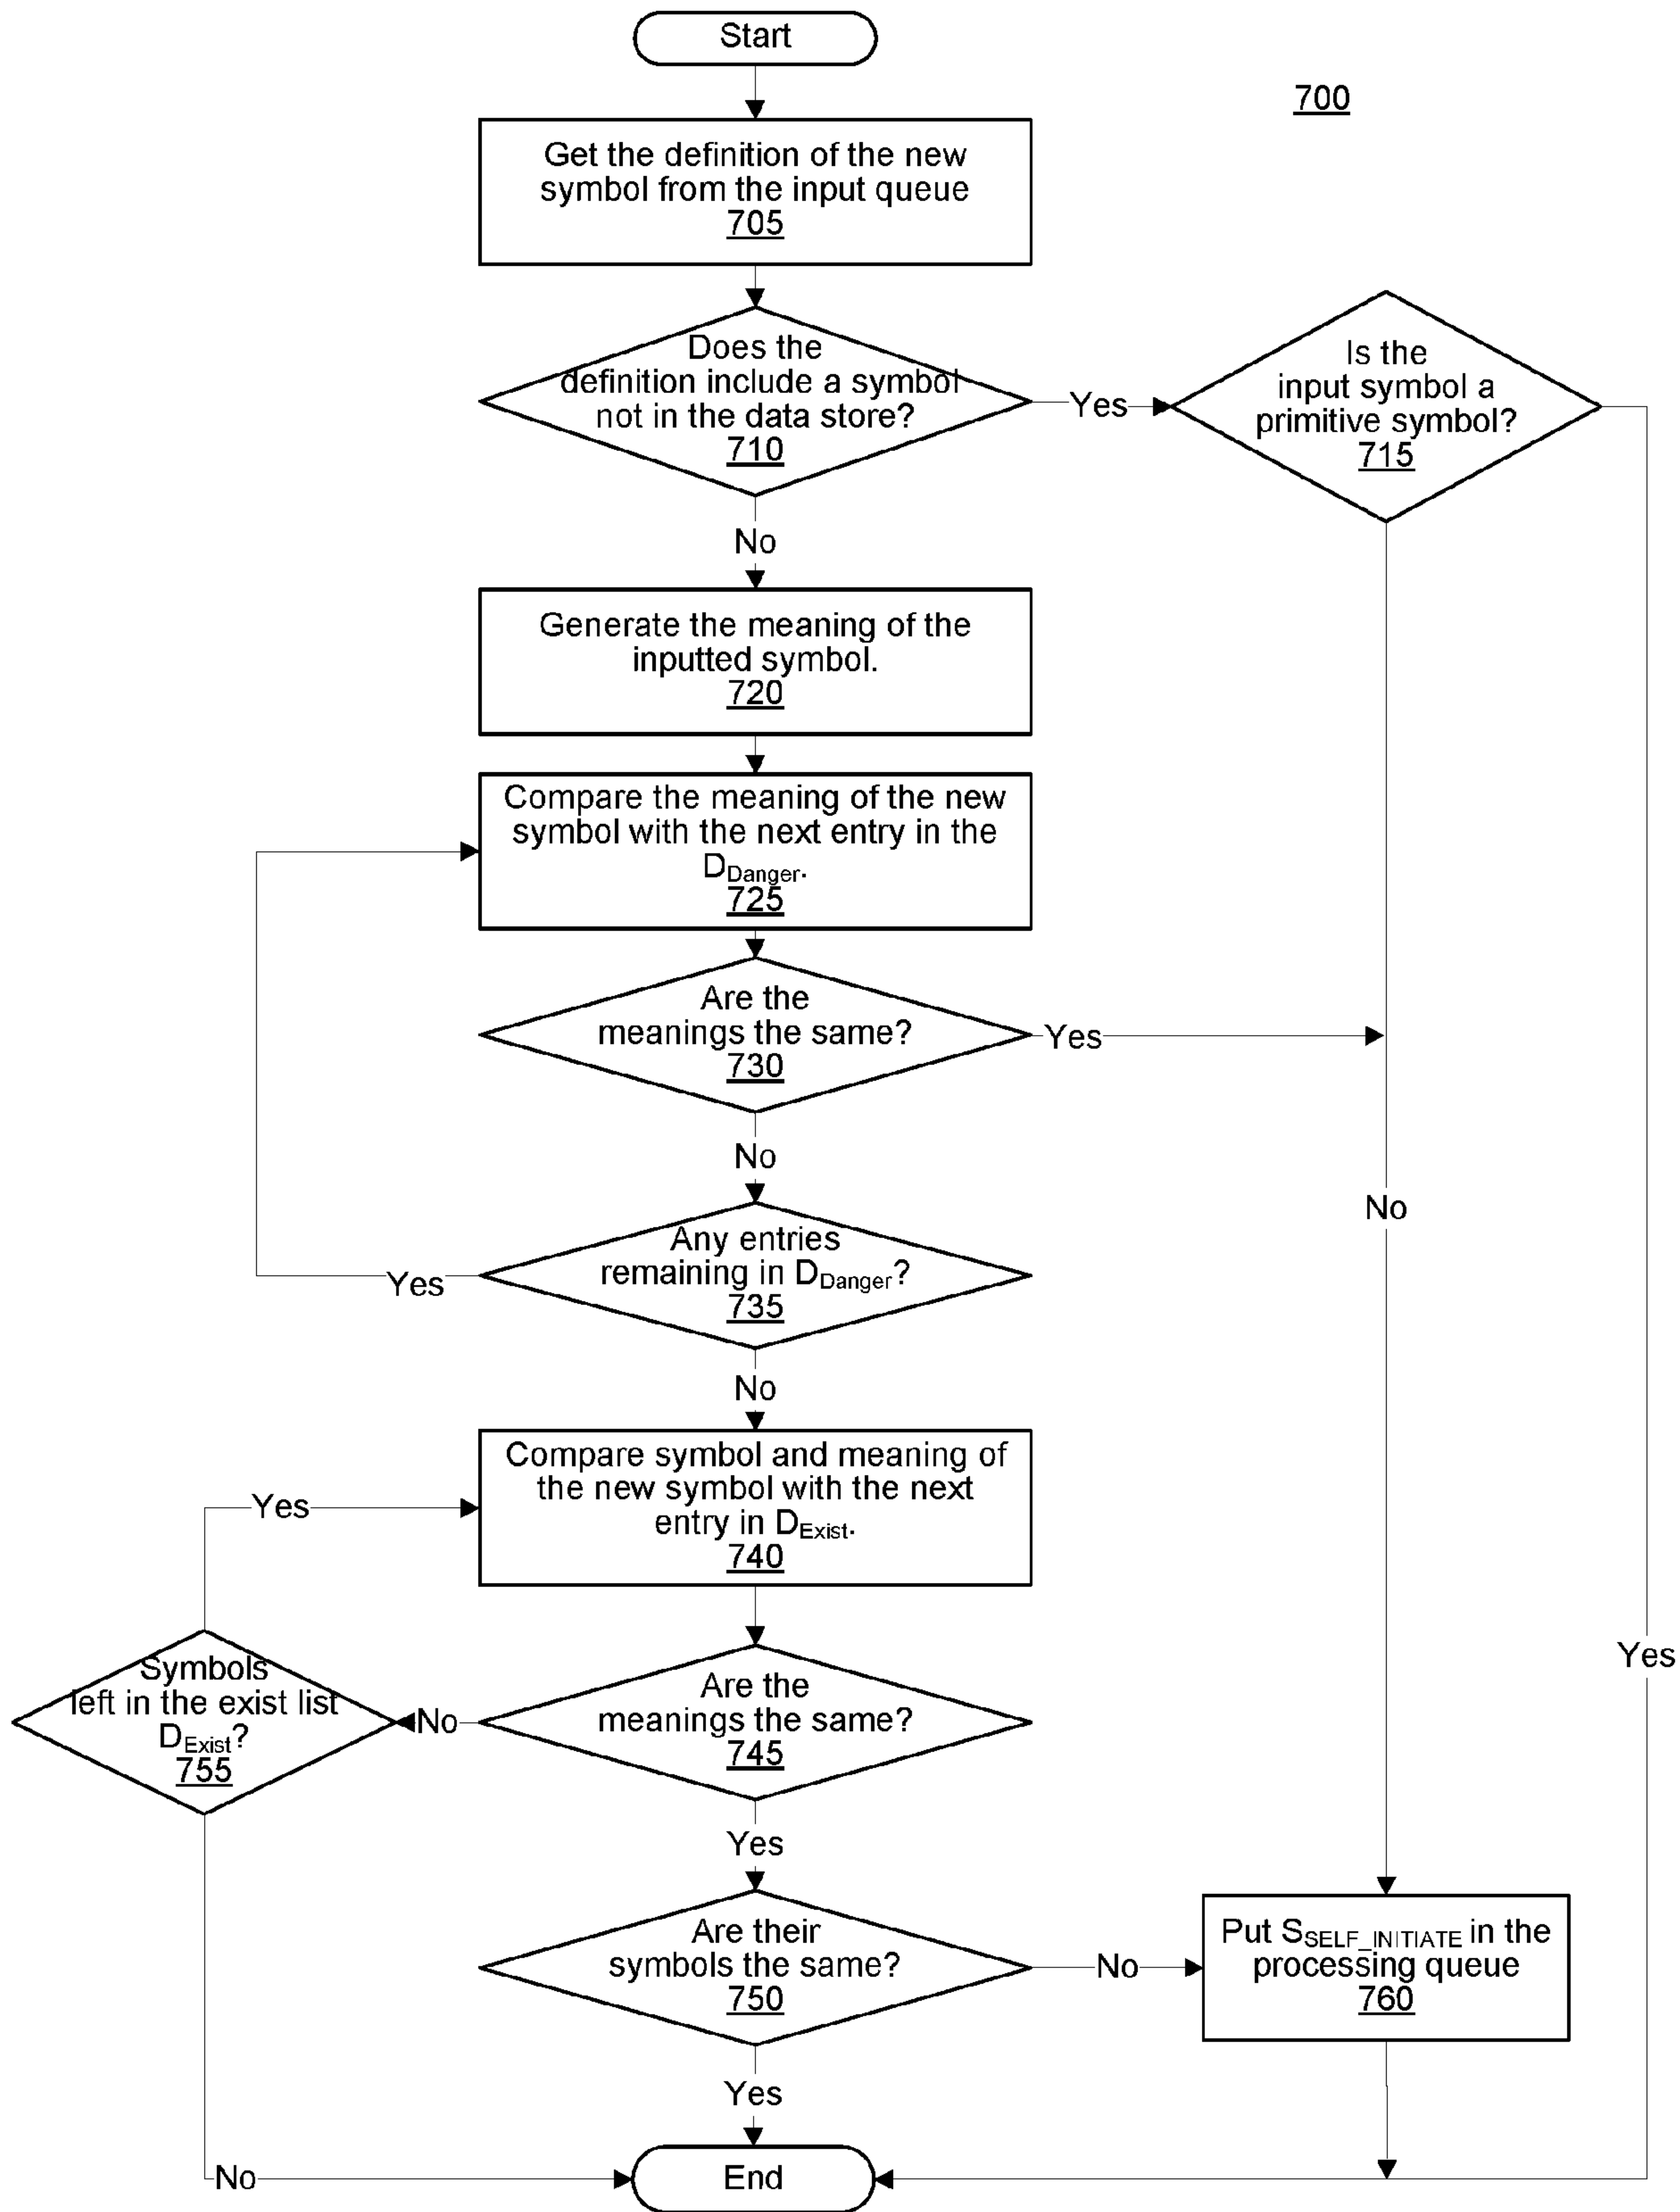 Start
700
Get the definition of the new
symbol from the input queue
705
Does the
definition include a symbol
not in the data store?
710
Yes
Is the
input symbol a
primitive symbol?
715
No
Generate the meaning of the
inputted symbol.
720
Compare the meaning of the new
symbol with the next entry in the
DDanger.
725
Are the
meanings the same?
730
Yes
No
No
Any entries
remaining in DDanger?
735
Yes
No
Compare symbol and meaning of
the new symbol with the next
entry in DExist.
740
Yes
Symbols
left in the exist list
DExist?
755
No
Are the
meanings the same?
745
Yes
Yes
Are their
symbols the same?
750
No
Put SSELF_INITIATE in the
processing queue
760
Yes
No
End